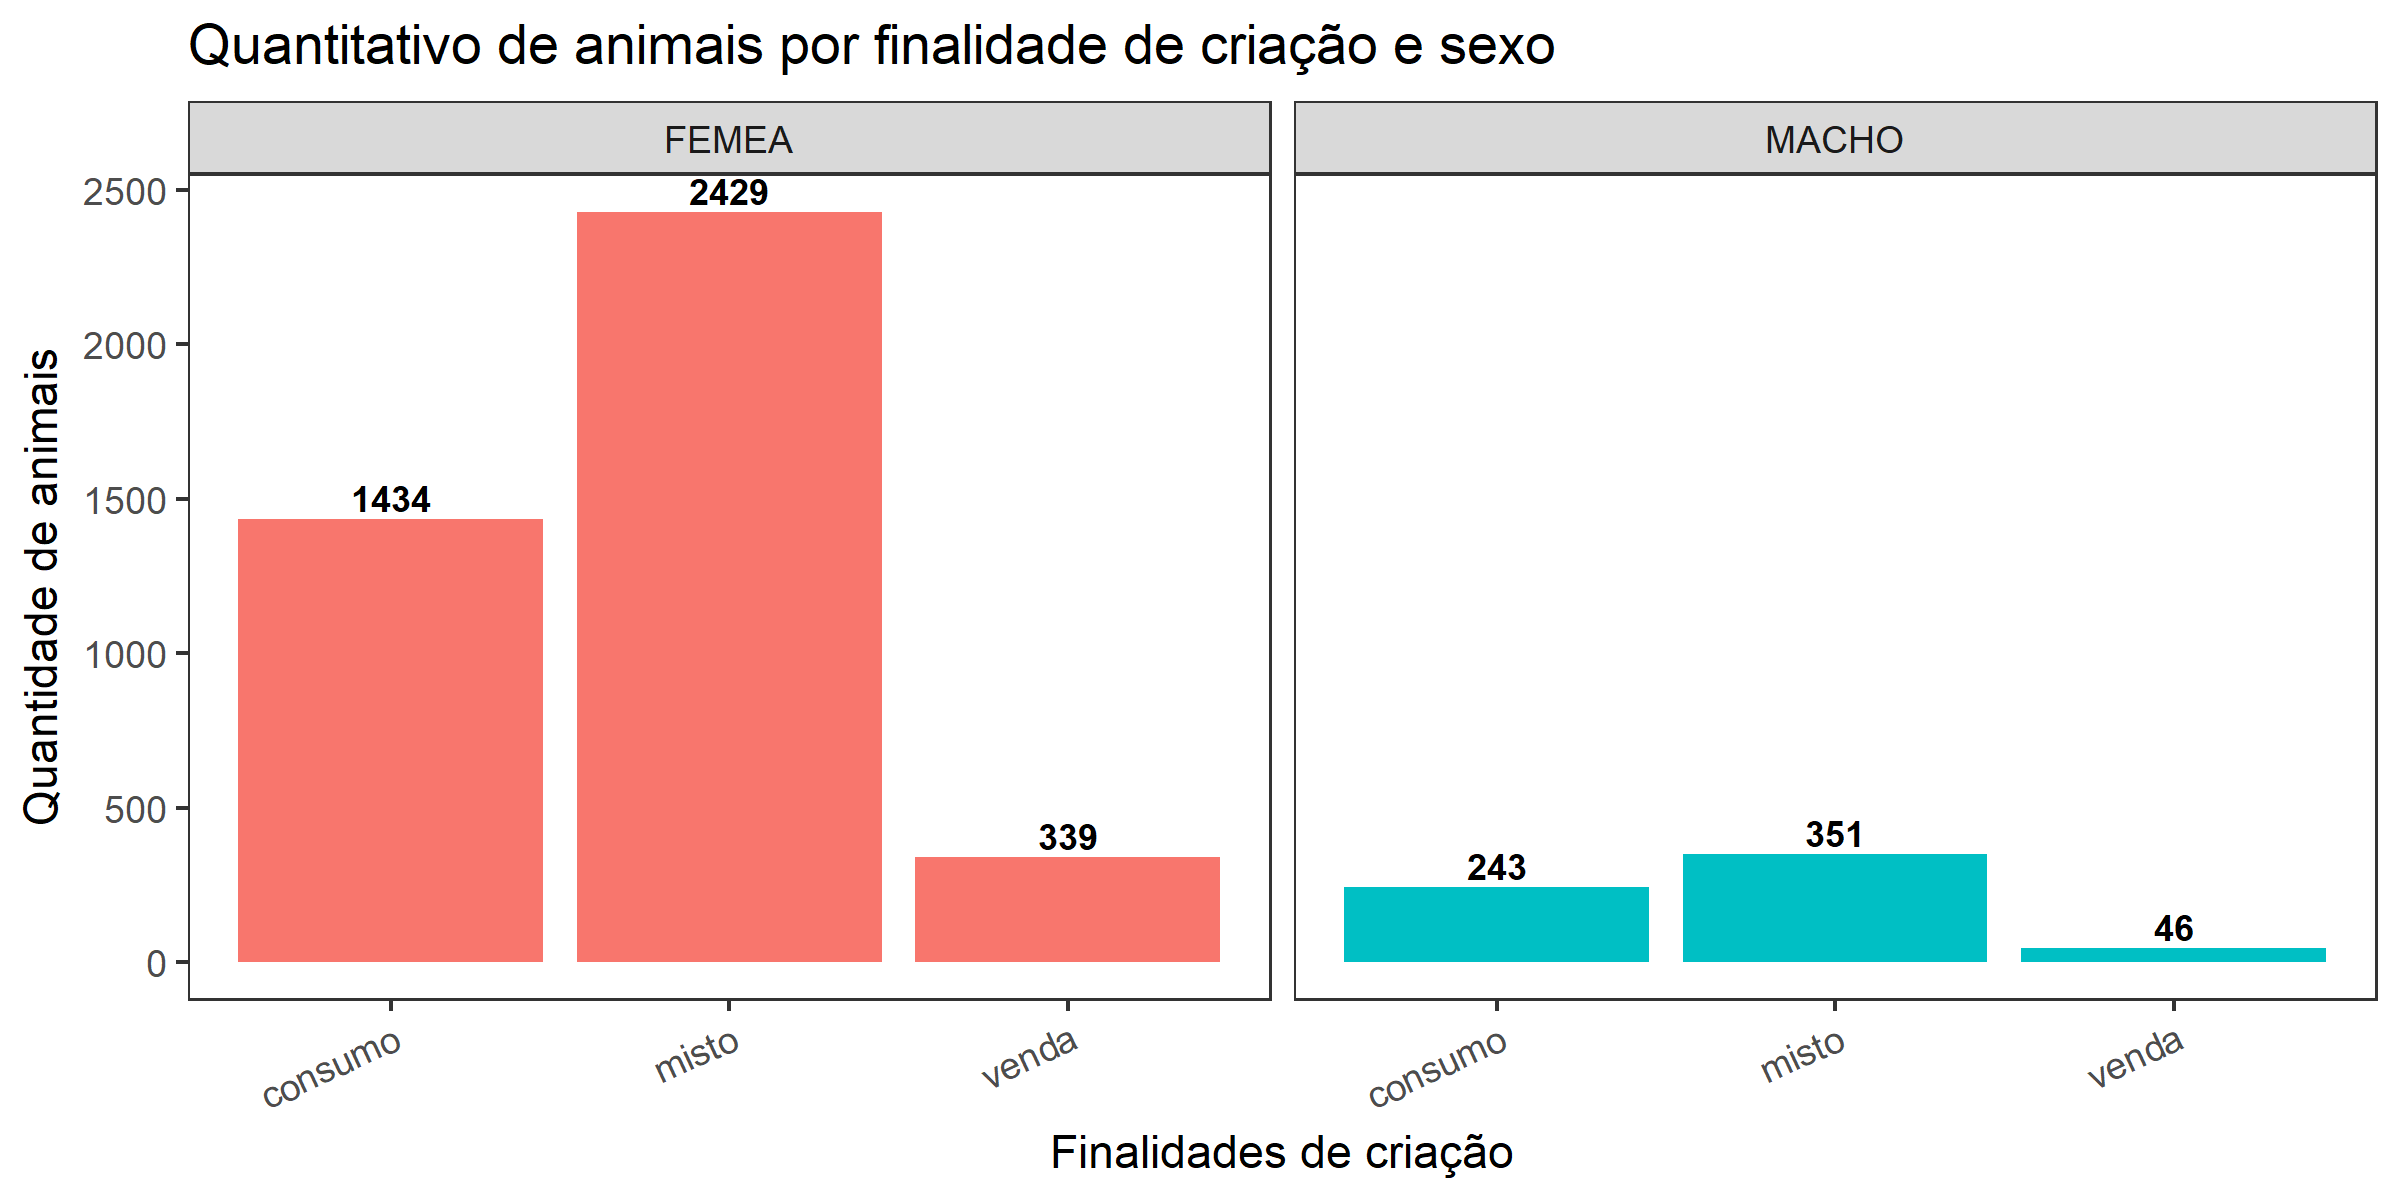 Quantitativo de animais por finalidade de criação e sexo
FEMEA
MACHO
Quantidade de animais
2500
2000
1500
1000
500
0
1434
2429
339
243
351
46
consumo
misto
venda
consumo
misto
venda
Finalidades de criação